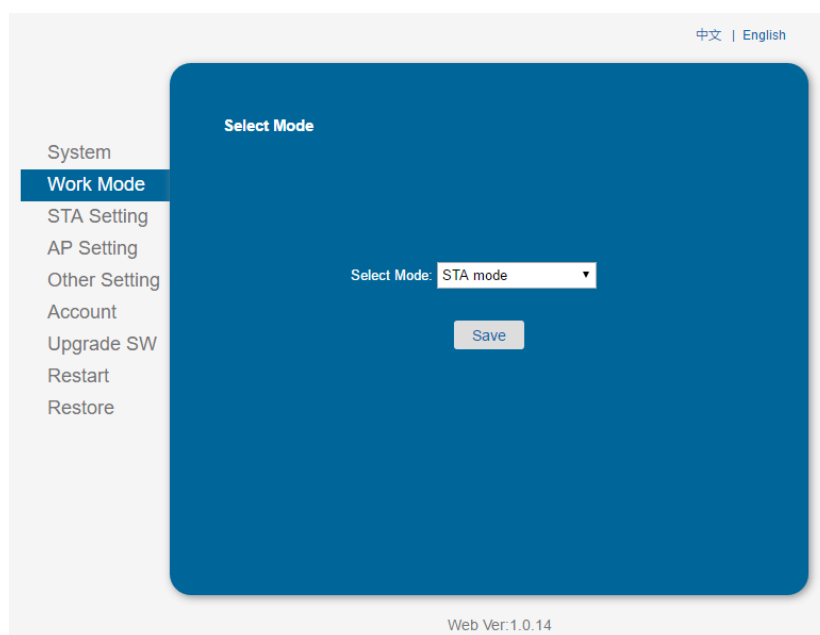 中文 | English
Select Mode
System
Work Mode
STA Setting
AP Setting
Other Setting
Account
Upgrade SW
Restart
Restore
Select Mode: STA mode
Save
Web Ver:1.0.14